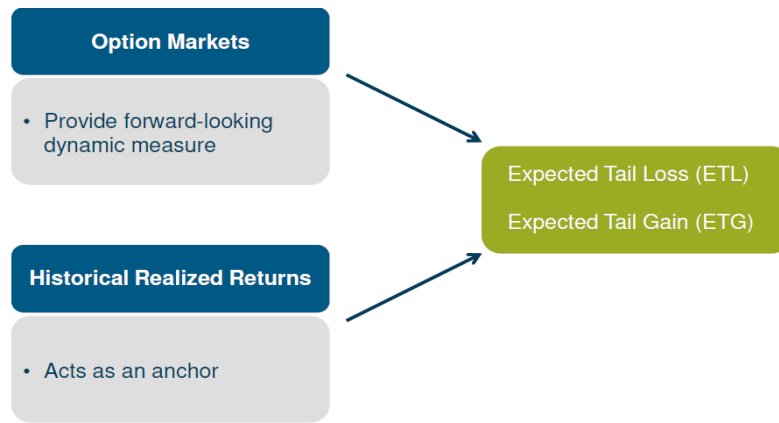 Option Markets
• Provide forward-looking
dynamic measure
Expected Tail Loss (ETL)
Expected Tail Gain (ETG)
Historical Realized Returns
• Acts as an anchor